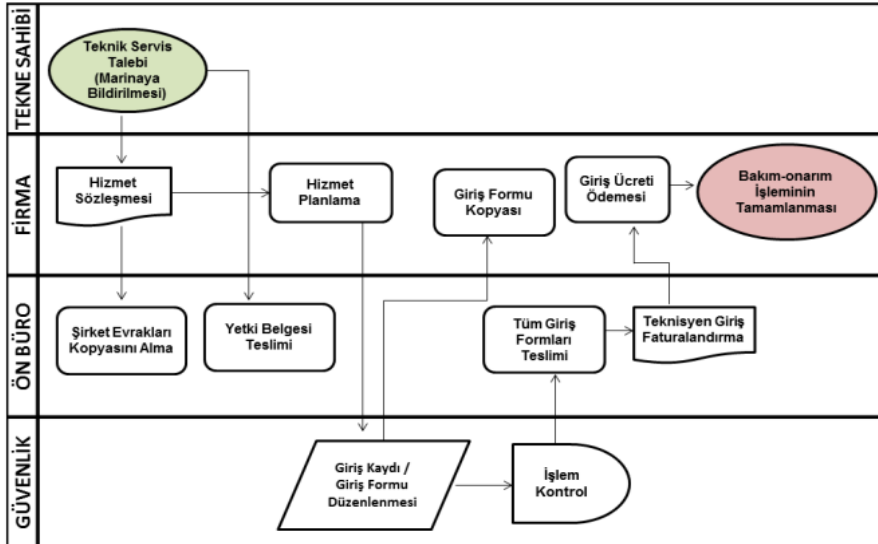 TEKNE SAHİBİ
Teknik Servis
Talebi
(Marinaya
Bildirilmesi)
FİRMA
Hizmet
Sözleşmesi
Hizmet
Planlama
Giriş Formu
Kopyası
Giriş Ücreti
Ödemesi
Bakım-onarım
İşleminin
Tamamlanması
ÖN BÜRO
Şirket Evrakları
Kopyasını Alma
Yetki Belgesi
Teslimi
Tüm Giriş
Formları
Teslimi
Teknisyen Giriş
Faturalandırma
GÜVENLİK
Giriş Kaydı /
Giriş Formu
Düzenlenmesi
İşlem
Kontrol